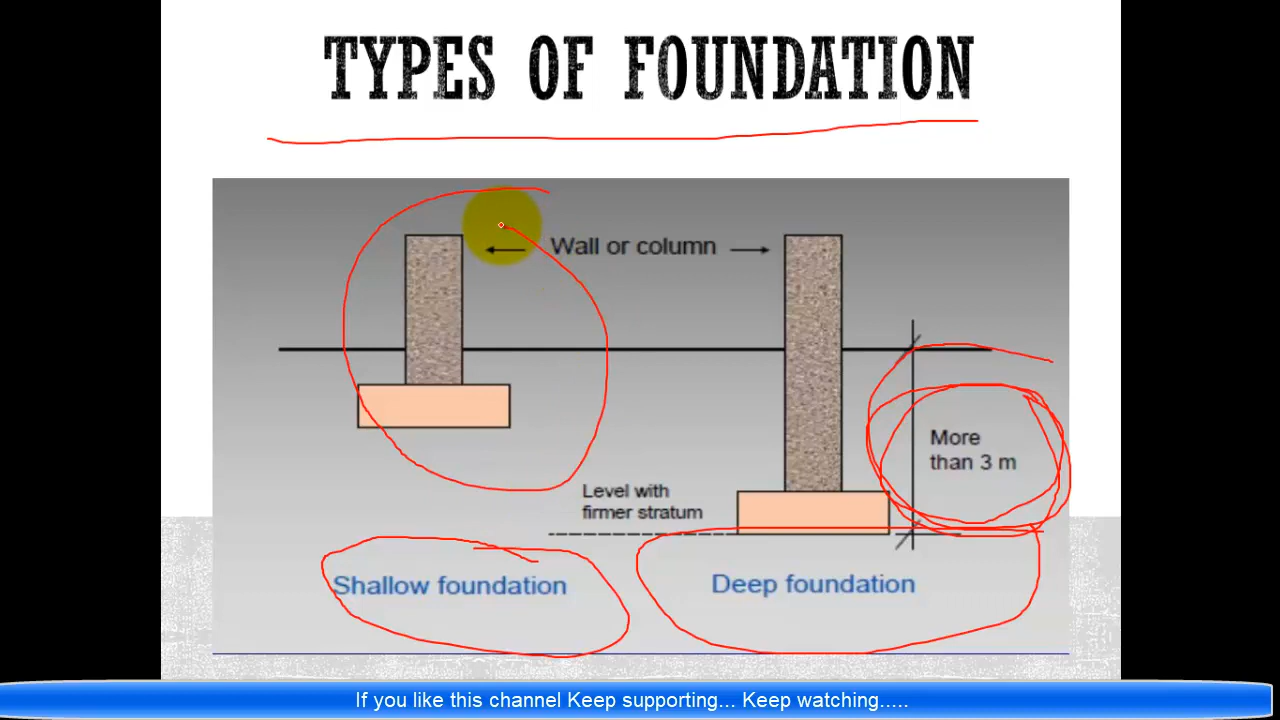 TYPES OF FOUNDATION
Wall or column
More
than 3 m
Level with
firmer stratum
Shallow foundation
Deep foundation
If you like this channel Keep supporting... Keep watching.....